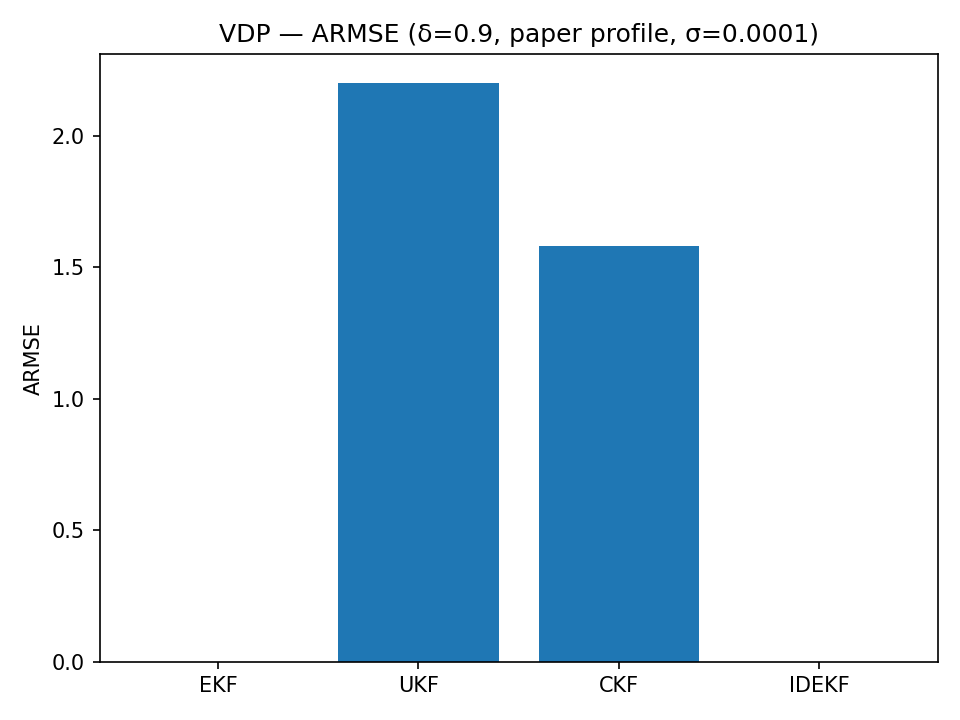 VDP — ARMSE (δ=0.9, paper profile, σ=0.0001)
ARMSE
2.0
1.5
1.0
0.5
0.0
EKF UKF CKF IDEKF